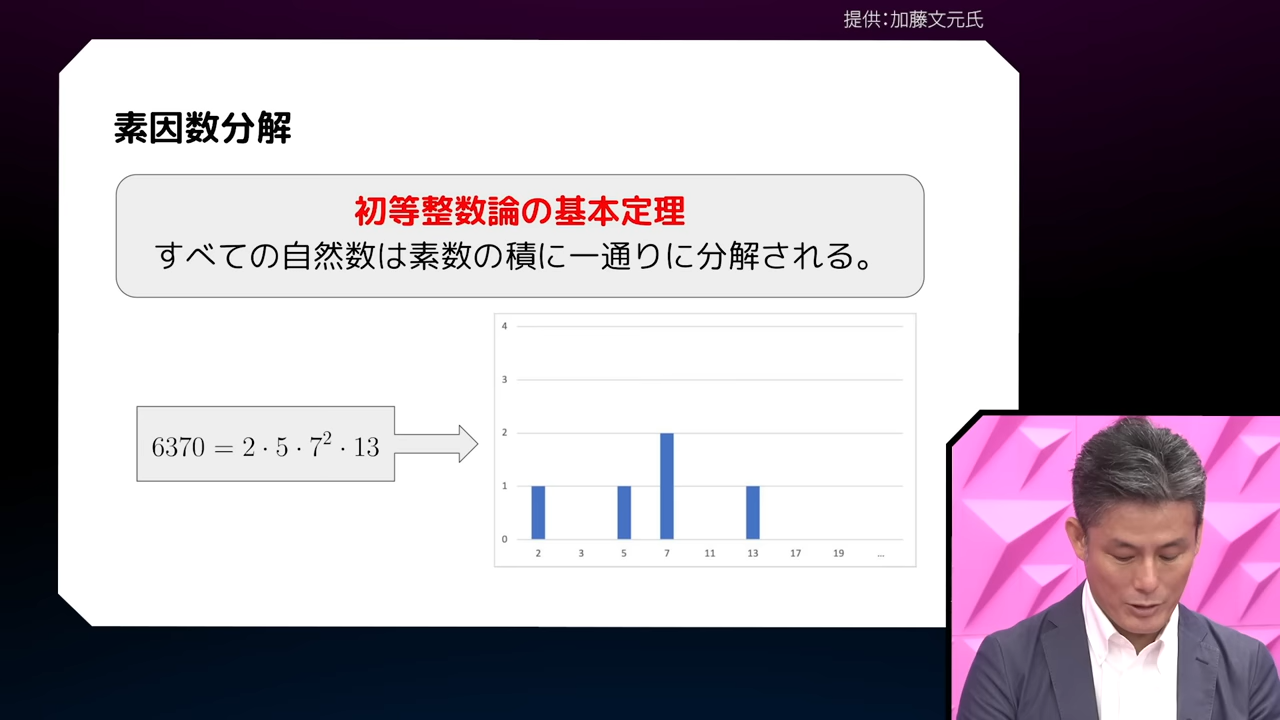 提供:加藤文元氏
素因数分解
初等整数論の基本定理
すべての自然数は素数の積に一通りに分解される。
6370 = 2 · 5 · 7² · 13
4
3
2
1
0
2 3 5 7 11 13 17 19 ...